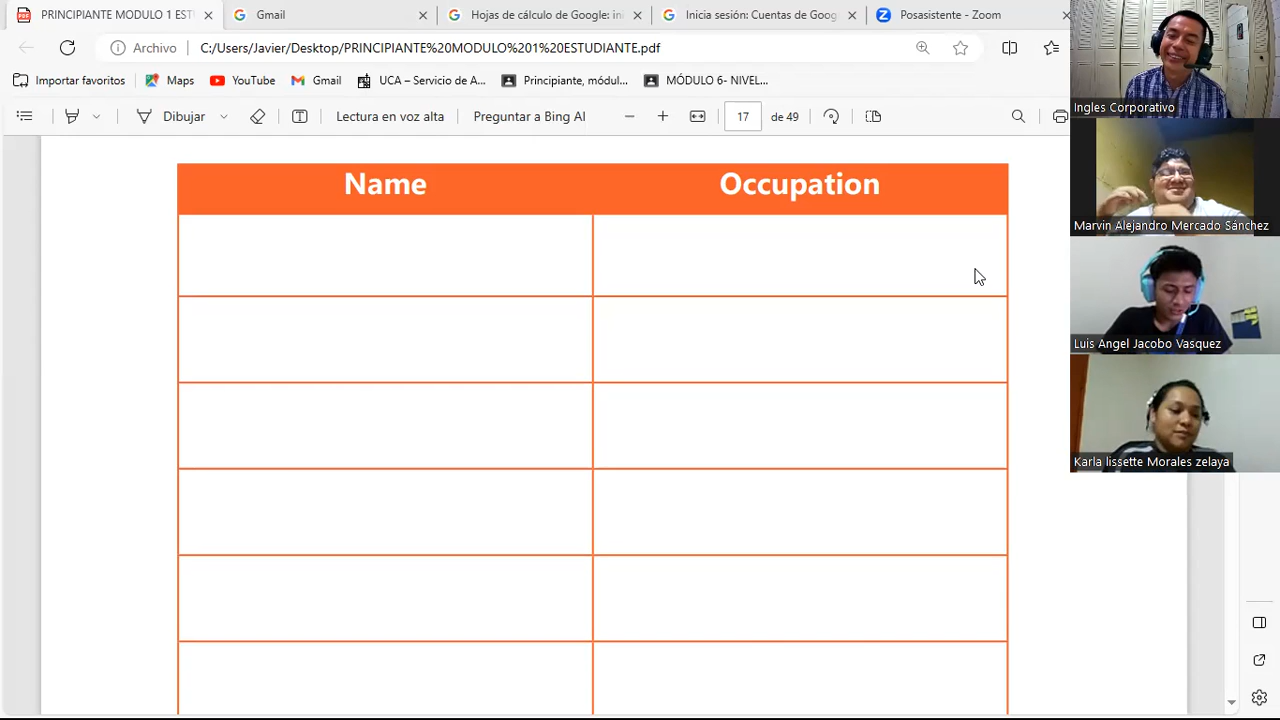 PRINCIPIANTE MODULO 1 EST
Gmail
Hojas de cálculo de Google: in
Inicia sesión: Cuentas de Goog
Asistente - Zoom
Archivo
C:/Users/Javier/Desktop/PRINCIPIANTE%20MODULO%201%20ESTUDIANTE.pdf
Importar favoritos
Maps
YouTube
Gmail
UCA – Servicio de A...
Principiante, módul...
MÓDULO 6- NIVEL...
Dibujar
Lectura en voz alta
Preguntar a Bing AI
17
de 49
Name
Occupation
Ingles Corporativo
Marvin Alejandro Mercado Sánchez
Luis Angel Jacobo Vasquez
Karla lissette Morales zelaya